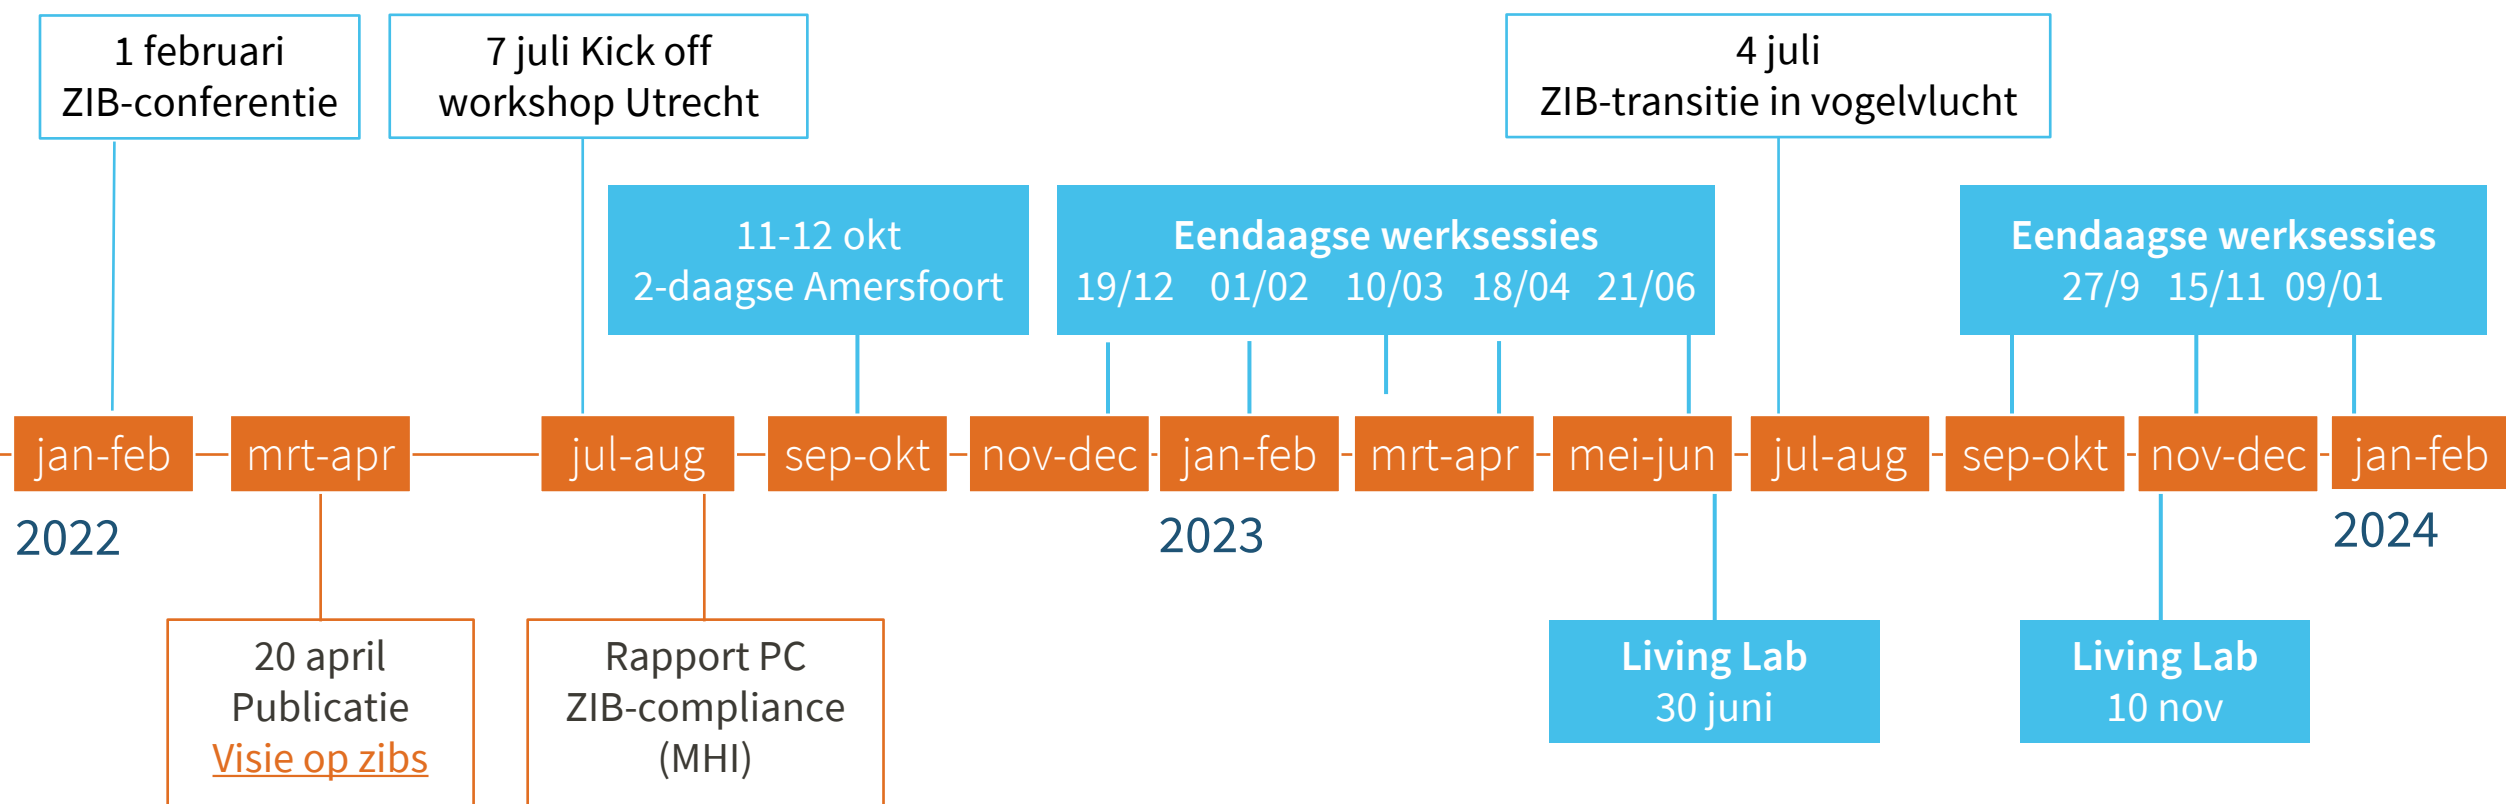 1 februari
ZIB-conferentie
7 juli Kick off
workshop Utrecht
4 juli
ZIB-transitie in vogelvlucht
11-12 okt
2-daagse Amersfoort
Eendaagse werksessies
19/12 01/02 10/03 18/04 21/06
Eendaagse werksessies
27/9 15/11 09/01
jan-feb mrt-apr jul-aug sep-okt nov-dec jan-feb mrt-apr mei-jun jul-aug sep-okt nov-dec jan-feb
2022 2023 2024
20 april
Publicatie
Visie op zibs
Rapport PC
ZIB-compliance
(MHI)
Living Lab
30 juni
Living Lab
10 nov